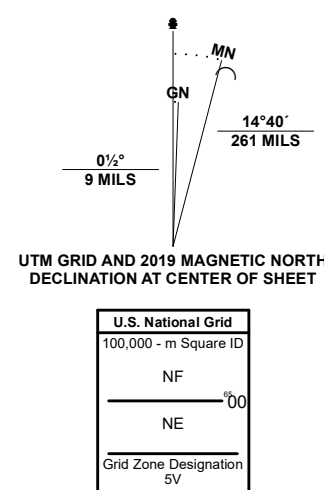 MN
GN
14°40´
261 MILS
0½°
9 MILS
UTM GRID AND 2019 MAGNETIC NORTH
DECLINATION AT CENTER OF SHEET
U.S. National Grid
100,000 - m Square ID
NF
6500
NE
Grid Zone Designation
5V